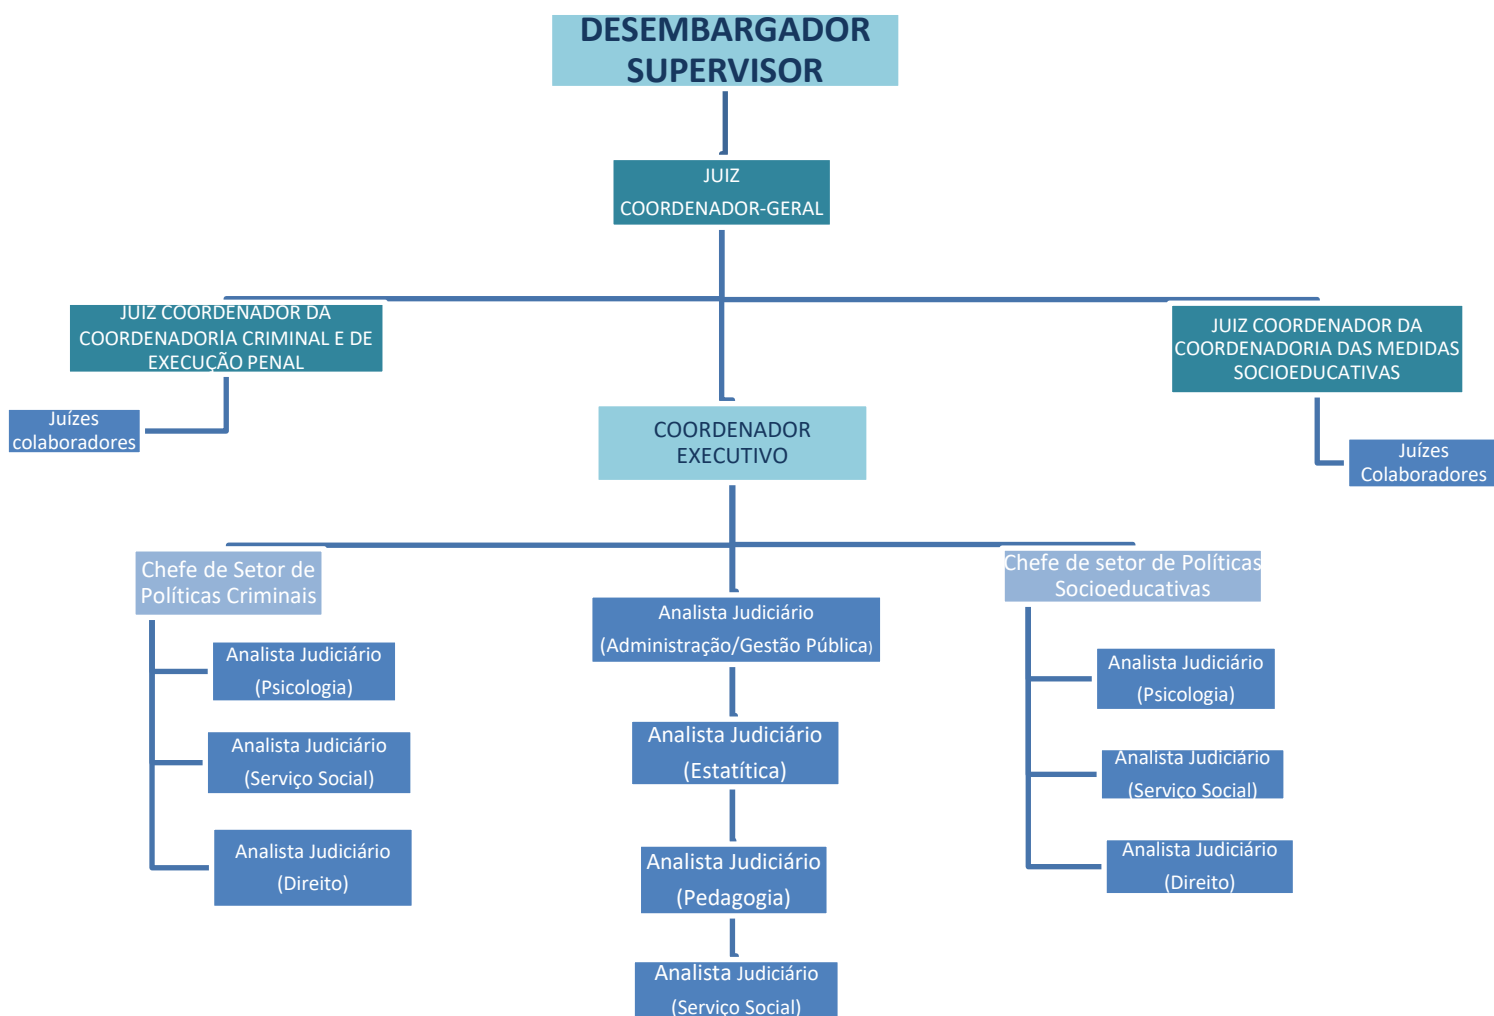 DESEMBARGADOR
SUPERVISOR
JUIZ
COORDENADOR-GERAL
JUIZ COORDENADOR DA
COORDENADORIA CRIMINAL E DE
EXECUÇÃO PENAL
JUIZ COORDENADOR DA
COORDENADORIA DAS MEDIDAS
SOCIOEDUCATIVAS
Juízes
colaboradores
COORDENADOR
EXECUTIVO
Juízes
Colaboradores
Chefe de Setor de
Políticas Criminais
Analista Judiciário
(Psicologia)
Analista Judiciário
(Serviço Social)
Analista Judiciário
(Direito)
Analista Judiciário
(Administração/Gestão Pública)
Analista Judiciário
(Estatítica)
Analista Judiciário
(Pedagogia)
Analista Judiciário
(Serviço Social)
Chefe de setor de Políticas
Socioeducativas
Analista Judiciário
(Psicologia)
Analista Judiciário
(Serviço Social)
Analista Judiciário
(Direito)